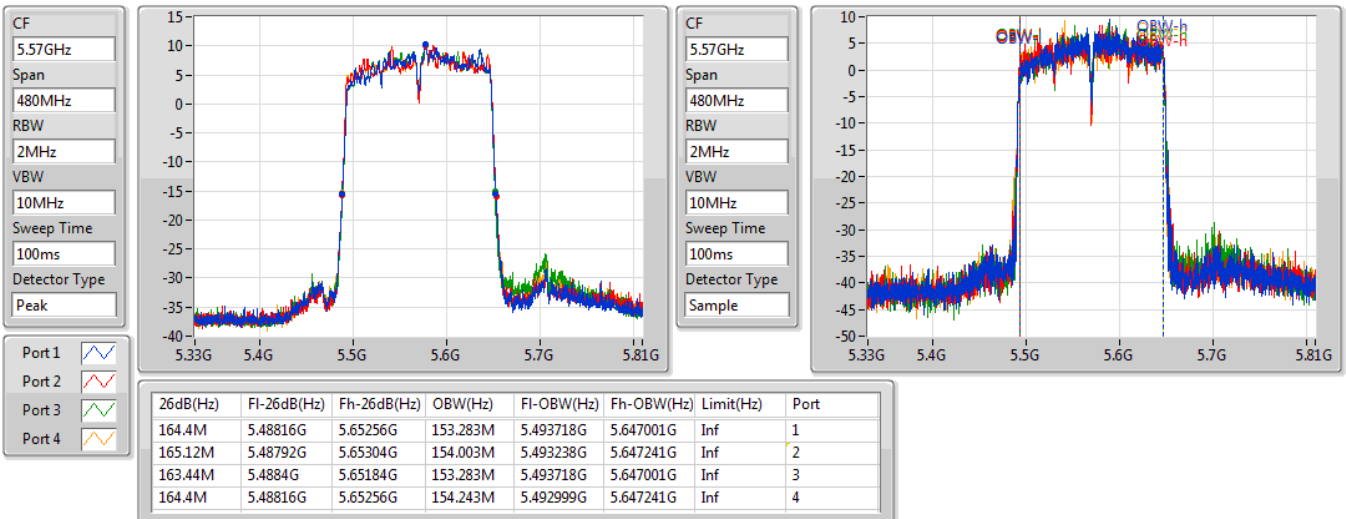 CF
5.57GHz
Span
480MHz
RBW
2MHz
VBW
10MHz
Sweep Time
100ms
Detector Type
Peak
15
10
5
0
-5
-10
-15
-20
-25
-30
-35
-40
5.33G 5.4G 5.5G 5.6G 5.7G 5.81G
CF
5.57GHz
Span
480MHz
RBW
2MHz
VBW
10MHz
Sweep Time
100ms
Detector Type
Sample
10
5
0
-5
-10
-15
-20
-25
-30
-35
-40
-45
-50
OBW-h
OBW-h
5.33G 5.4G 5.5G 5.6G 5.7G 5.81G
Port 1
Port 2
Port 3
Port 4
26dB(Hz) Fl-26dB(Hz) Fh-26dB(Hz) OBW(Hz) Fl-OBW(Hz) Fh-OBW(Hz) Limit(Hz) Port
164.4M 5.48816G 5.65256G 153.283M 5.493718G 5.647001G Inf 1
165.12M 5.48792G 5.65304G 154.003M 5.493238G 5.647241G Inf 2
163.44M 5.4884G 5.65184G 153.283M 5.493718G 5.647001G Inf 3
164.4M 5.48816G 5.65256G 154.243M 5.492999G 5.647241G Inf 4